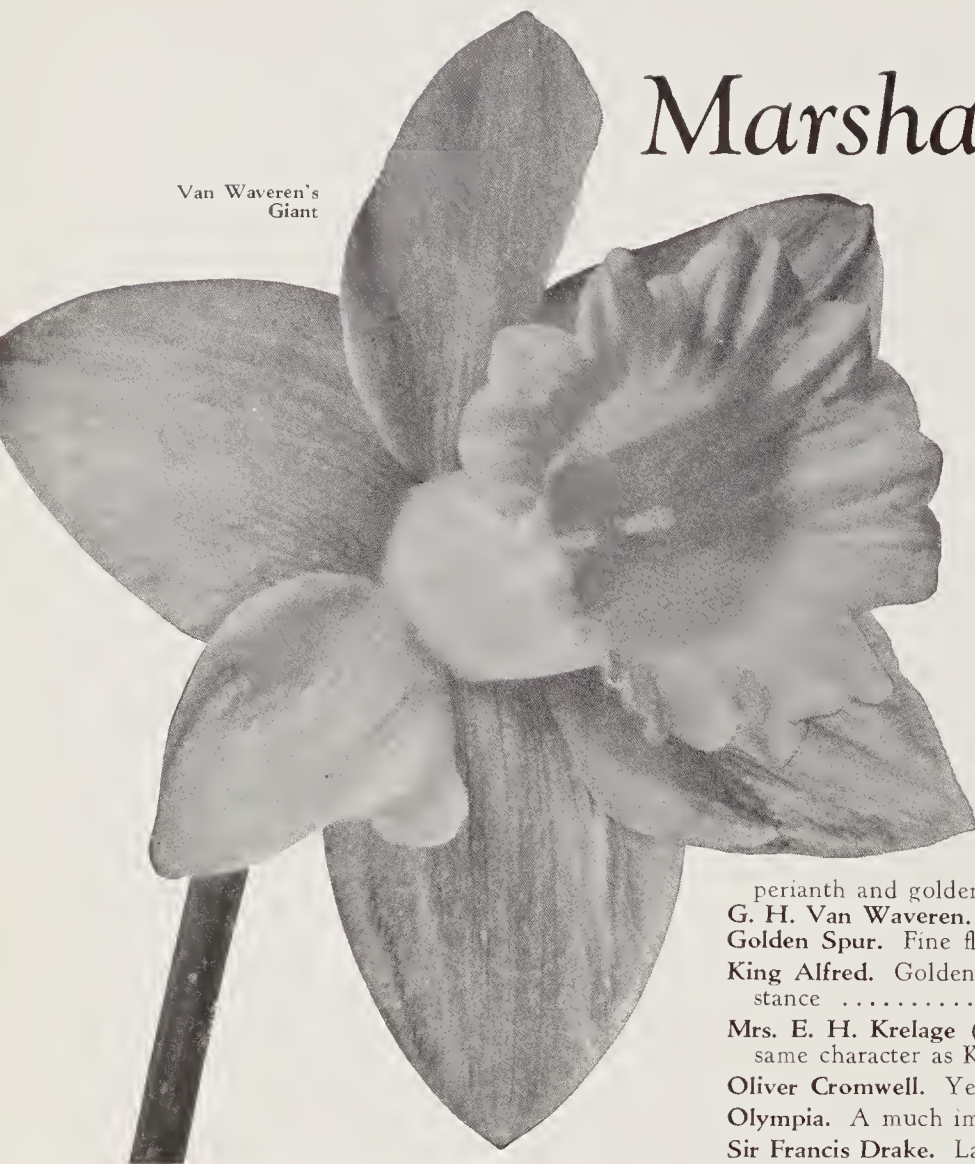 Marsha
Van Waveren's
Giant
perianth and golden
G. H. Van Waveren.
Golden Spur. Fine fl
King Alfred. Golden
stance ..........
Mrs. E. H. Krelage (
same character as K
Oliver Cromwell. Ye
Olympia. A much im
Sir Francis Drake. La